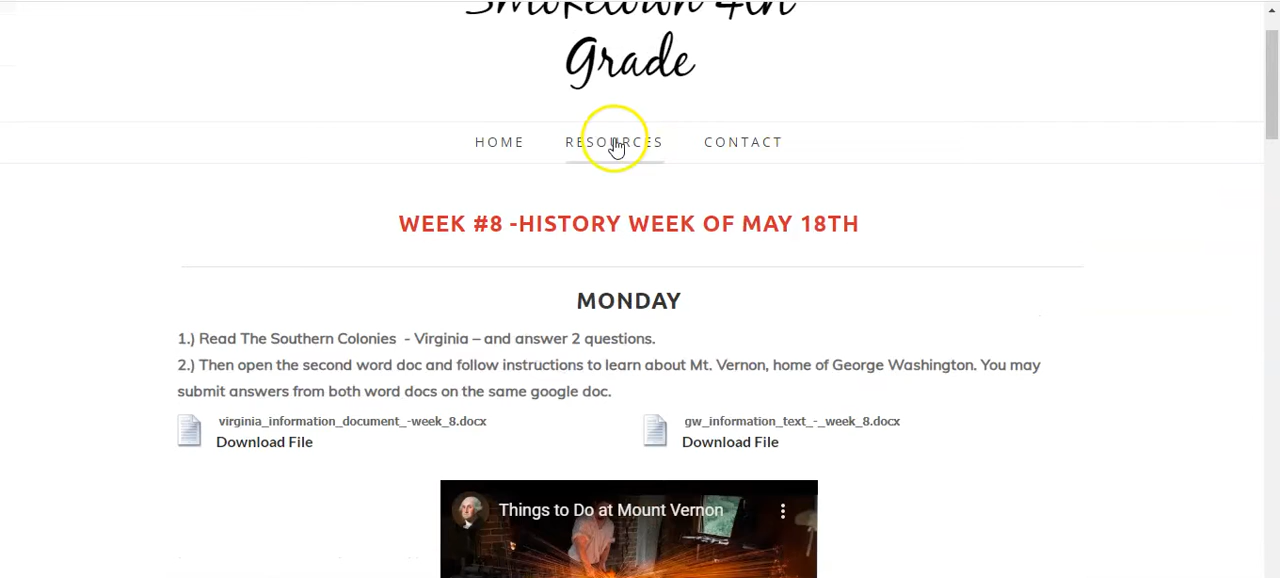 Smoketown 4th
Grade
HOME RESOURCES CONTACT
WEEK #8 -HISTORY WEEK OF MAY 18TH
MONDAY
1.) Read The Southern Colonies - Virginia – and answer 2 questions.
2.) Then open the second word doc and follow instructions to learn about Mt. Vernon, home of George Washington. You may
submit answers from both word docs on the same google doc.
virginia_information_document_-week_8.docx gw_information_text_-_week_8.docx
Download File Download File
Things to Do at Mount Vernon